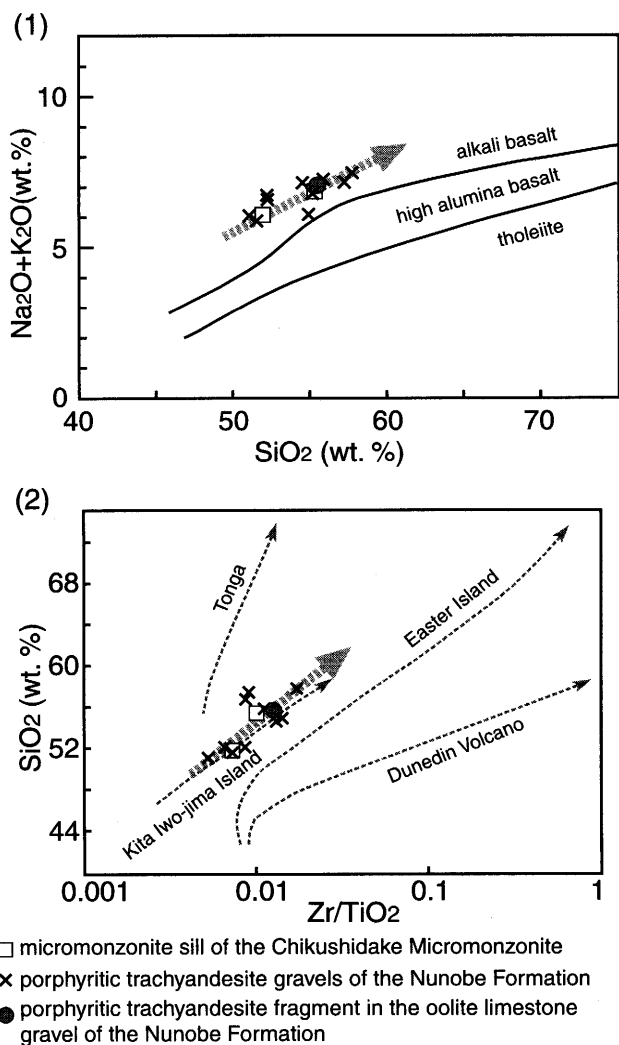 (1)
10
5
0
Na2O+K2O(wt.%)
alkali basalt
high alumina basalt
tholeiite
40
50
60
70
SiO2 (wt. %)
(2)
68
60
52
44
SiO2 (wt. %)
Tonga
Easter Island
Kita Iwo-jima Island
Dunedin Volcano
0.001
0.01
0.1
1
Zr/TiO2
micromonzonite sill of the Chikushidake Micromonzonite
porphyritic trachyandesite gravels of the Nunobe Formation
porphyritic trachyandesite fragment in the oolite limestone
gravel of the Nunobe Formation